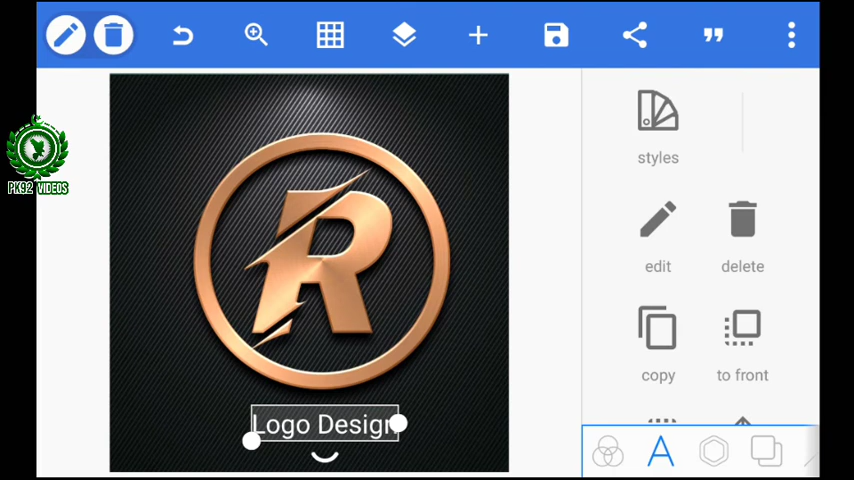 PK92 VIDEOS
styles
edit
delete
R
copy
to front
Logo Design
A